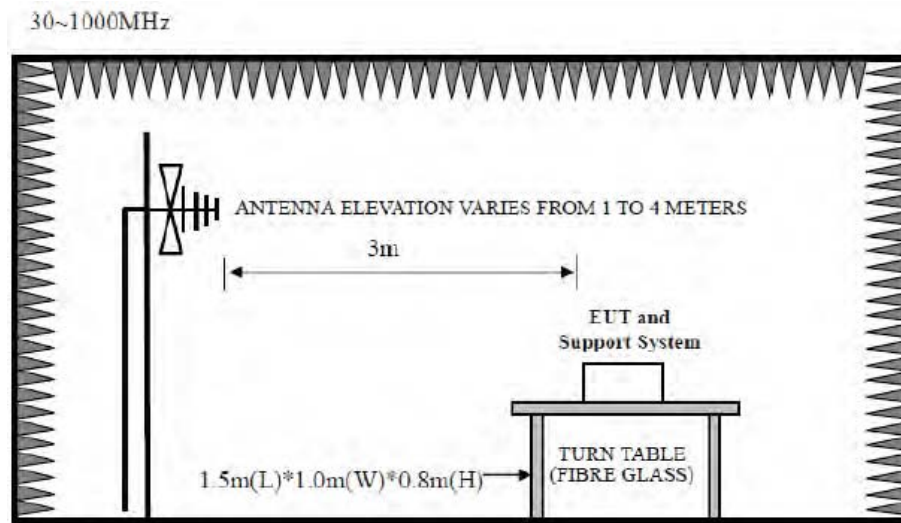 30~1000MHz
ANTENNA ELEVATION VARIES FROM 1 TO 4 METERS
3m
EUT and
Support System
TURN TABLE
(FIBRE GLASS)
1.5m(L)*1.0m(W)*0.8m(H)